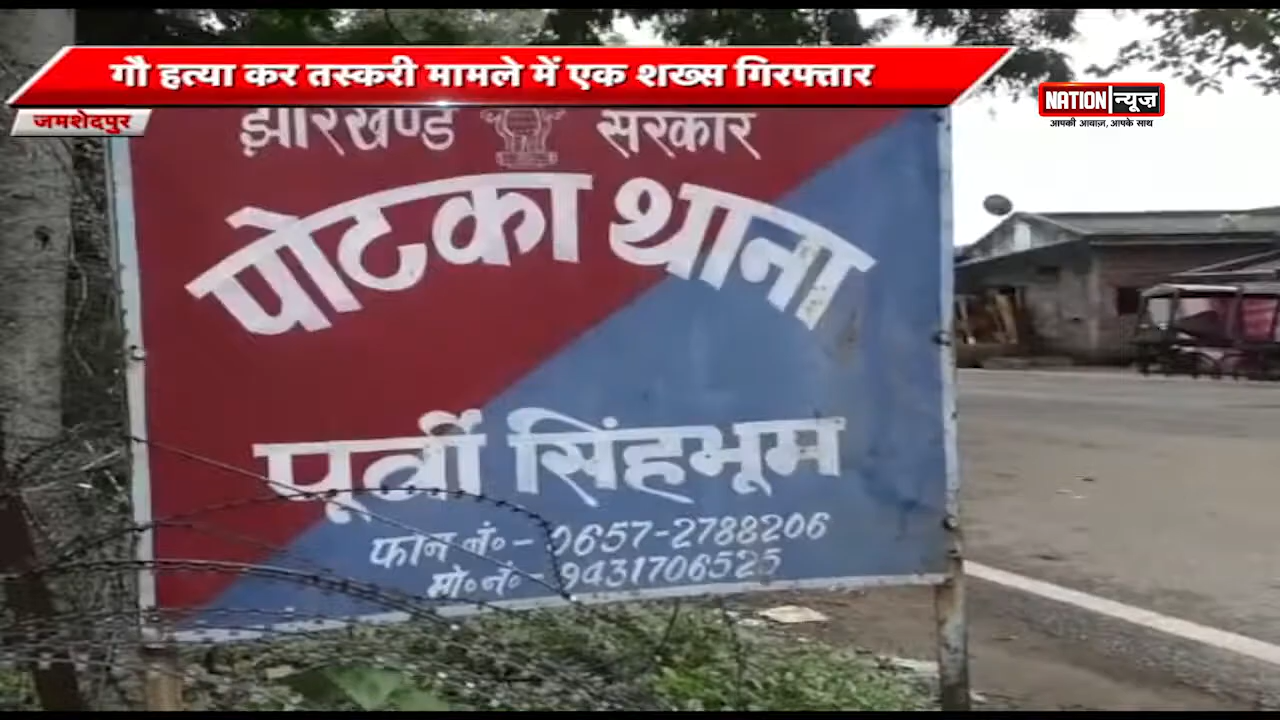 गौ हत्या कर तस्करी मामले में एक शख्स गिरफ्तार
जमशेदपुर
NATION न्यूज़
आपकी आवाज़, आपके साथ
झारखण्ड सरकार
पोटका थाना
पूर्वी सिंहभूम
फोन नं०- 0657-2788206
मो०नं० 9431706525